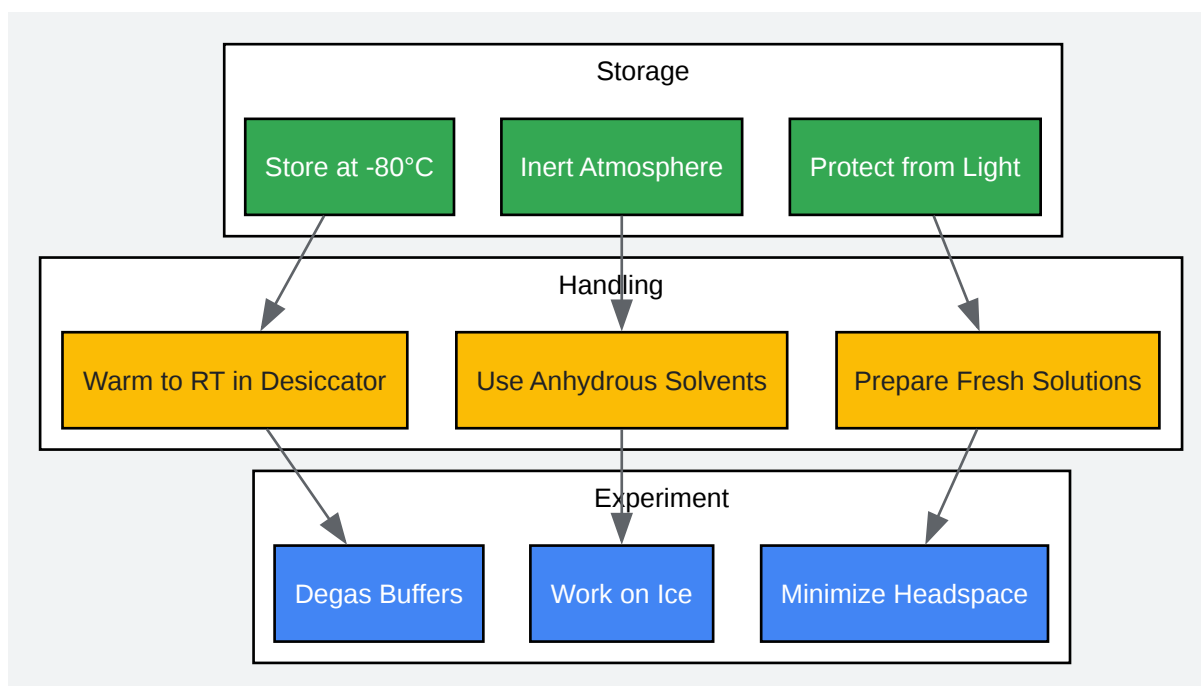 Storage
Store at -80°C
Inert Atmosphere
Protect from Light
Handling
Warm to RT in Desiccator
Use Anhydrous Solvents
Prepare Fresh Solutions
Experiment
Degas Buffers
Work on Ice
Minimize Headspace